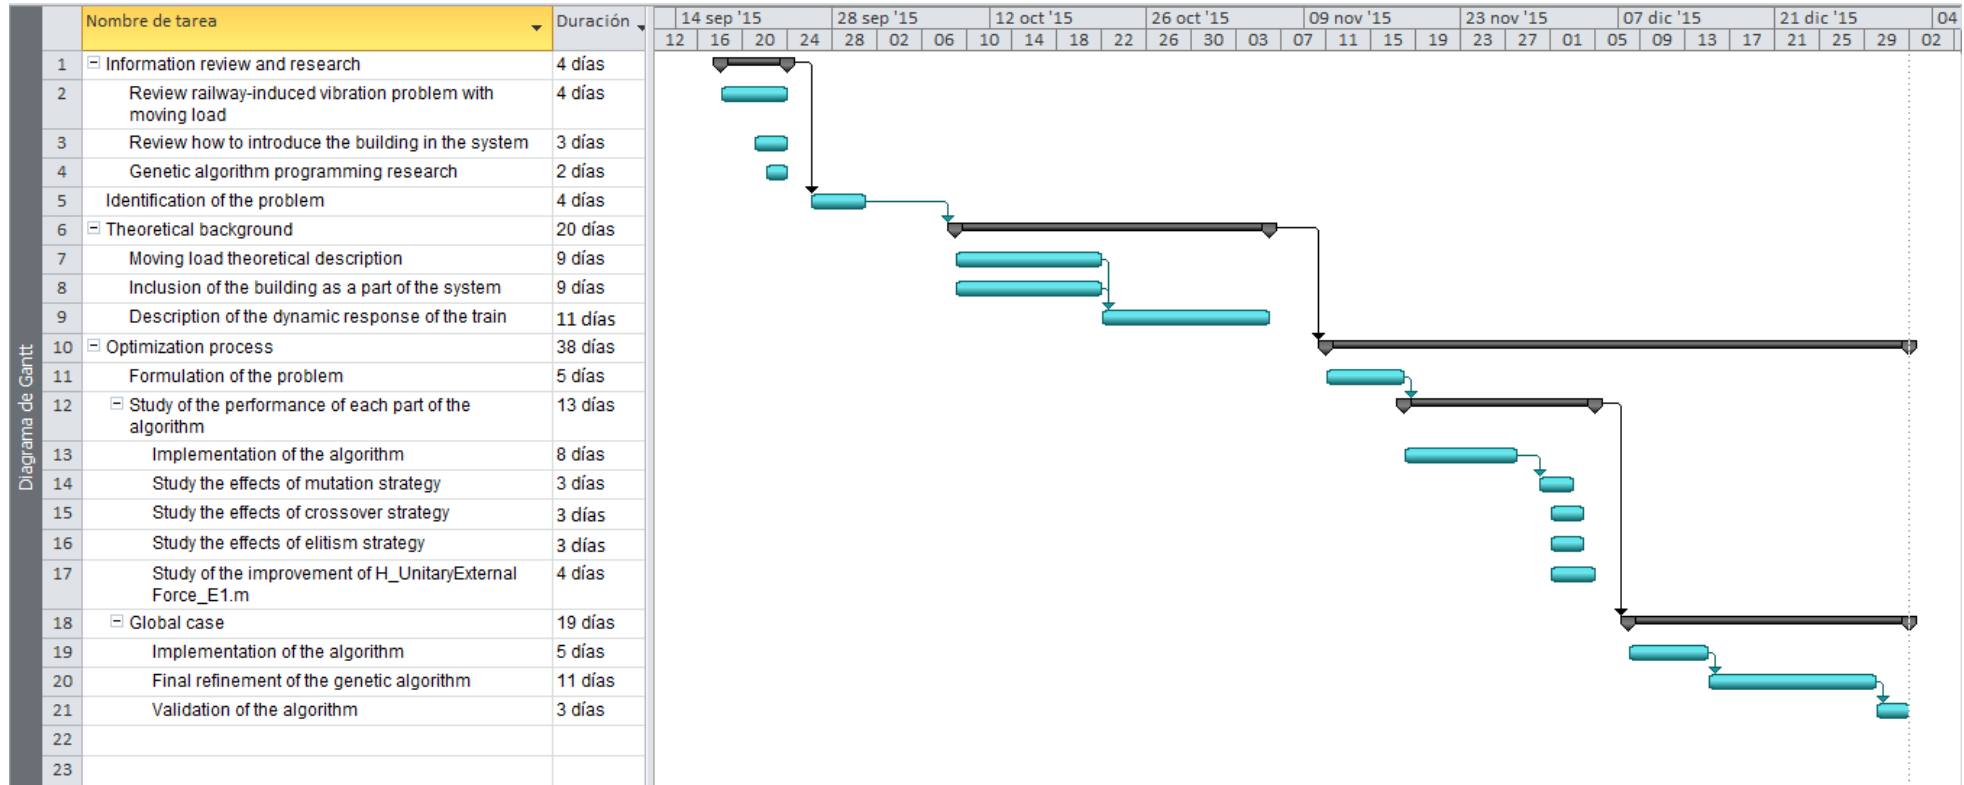 Nombre de tarea Duración 14 sep '15 28 sep '15 12 oct '15 26 oct '15 09 nov '15 23 nov '15 07 dic '15 21 dic '15 04
12 16 20 24 28 02 06 10 14 18 22 26 30 03 07 11 15 19 23 27 01 05 09 13 17 21 25 29 02
1 Information review and research 4 días
2 Review railway-induced vibration problem with 4 días
moving load
3 Review how to introduce the building in the system 3 días
4 Genetic algorithm programming research 2 días
5 Identification of the problem 4 días
6 Theoretical background 20 días
7 Moving load theoretical description 9 días
8 Inclusion of the building as a part of the system 9 días
9 Description of the dynamic response of the train 11 días
10 Optimization process 38 días
11 Formulation of the problem 5 días
12 Study of the performance of each part of the 13 días
algorithm
13 Implementation of the algorithm 8 días
14 Study the effects of mutation strategy 3 días
15 Study the effects of crossover strategy 3 días
16 Study the effects of elitism strategy 3 días
17 Study of the improvement of H_UnitaryExternal 4 días
Force_E1.m
18 Global case 19 días
19 Implementation of the algorithm 5 días
20 Final refinement of the genetic algorithm 11 días
21 Validation of the algorithm 3 días
22
23
Diagrama de Gantt